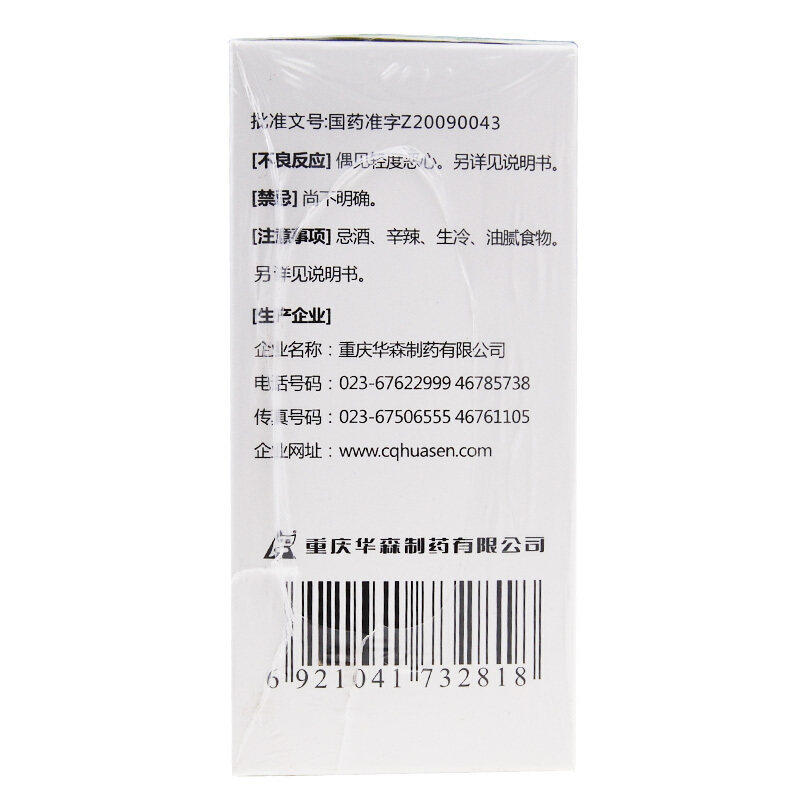 批准文号:国药准字Z20090043
[不良反应] 偶见轻度恶心。另详见说明书。
[禁忌] 尚不明确。
[注意事项] 忌酒、辛辣、生冷、油腻食物。
另详见说明书。
[生产企业]
企业名称：重庆华森制药有限公司
电话号码：023-67622999 46785738
传真号码：023-67506555 46761105
企业网址：www.cqhuasen.com
重庆华森制药有限公司
6 921041 732818